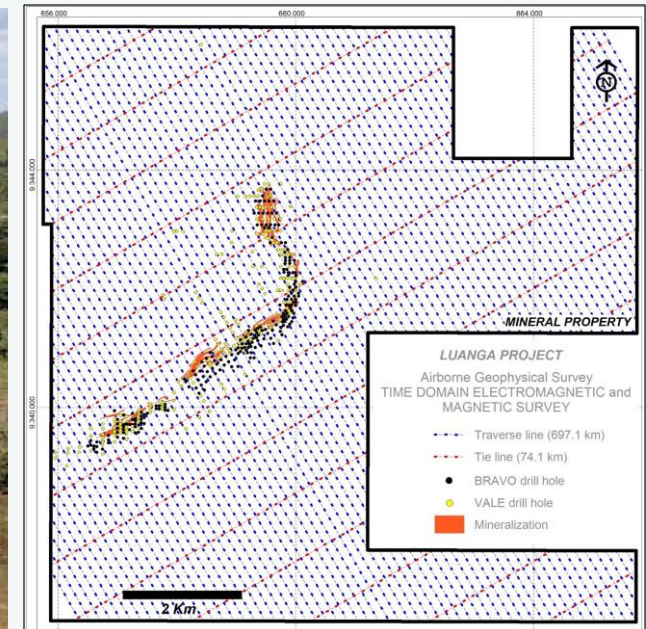 656.000
660.000
664.000
N
9.344.000
MINERAL PROPERTY
LUANGA PROJECT
Airborne Geophysical Survey
TIME DOMAIN ELECTROMAGNETIC and
MAGNETIC SURVEY
Traverse line (697.1 km)
Tie line (74.1 km)
BRAVO drill hole
VALE drill hole
Mineralization
9.340.000
2 Km